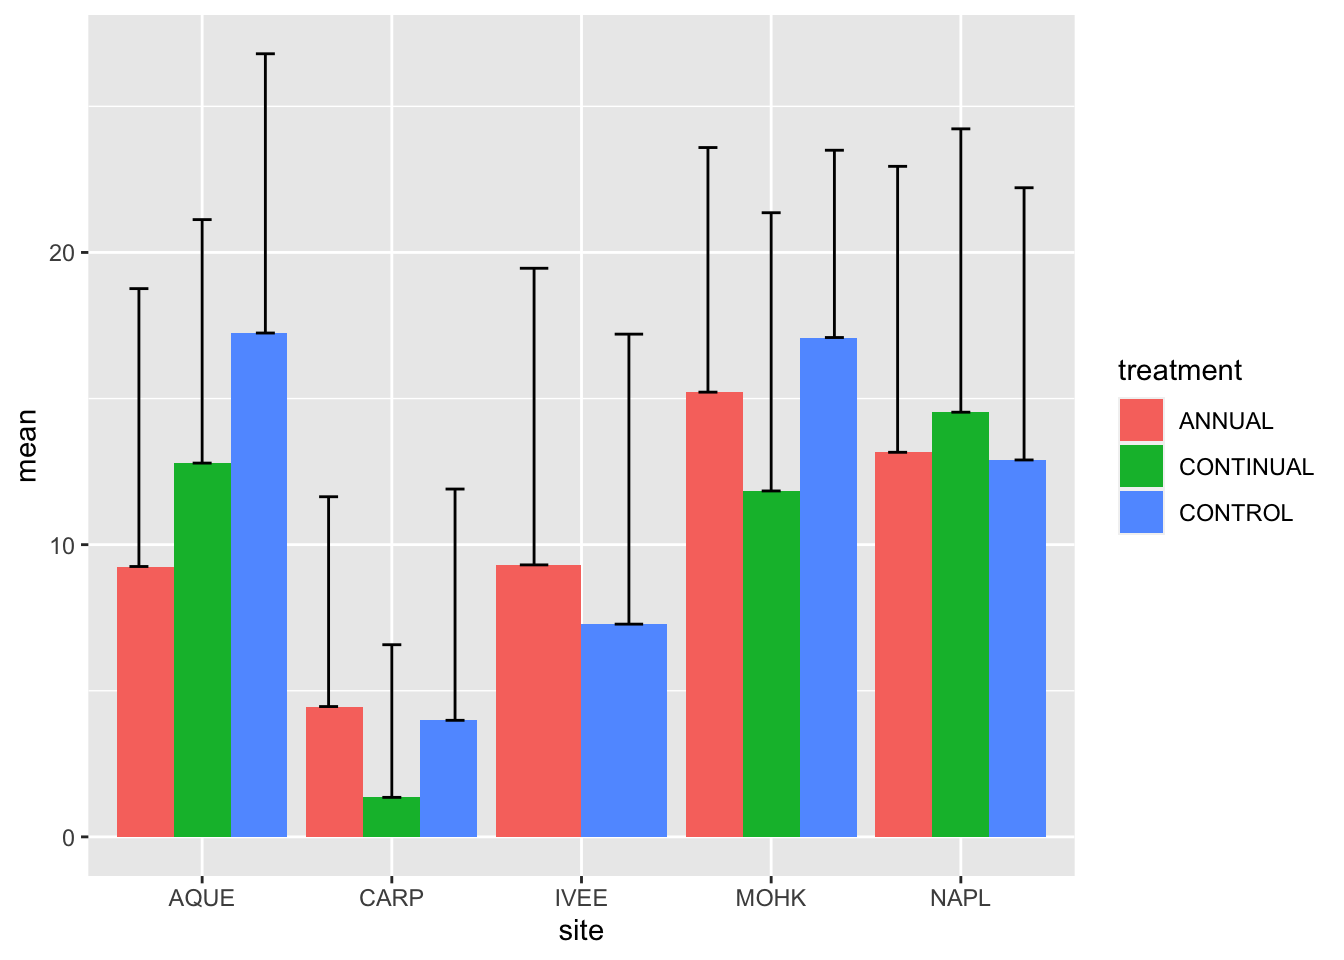 mean
20
10
0
AQUE CARP IVEE MOHK NAPL
site
treatment
ANNUAL
CONTINUAL
CONTROL